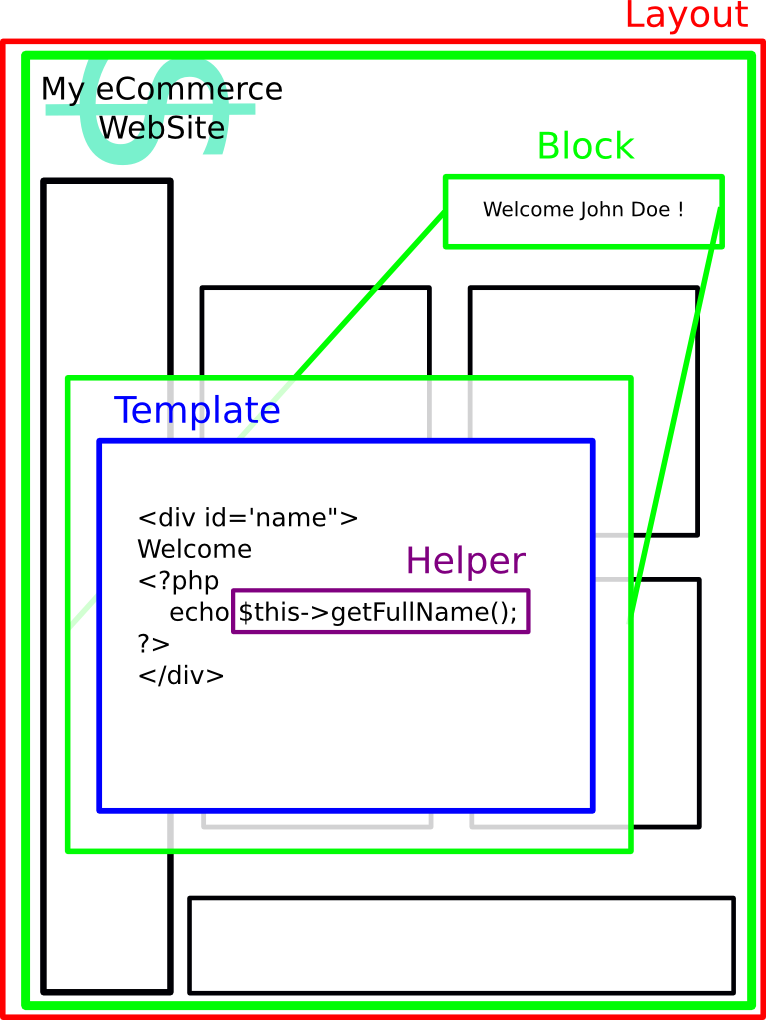 Layout
My eCommerce
WebSite
Block
Welcome John Doe !
Template
<div id='name">
Welcome
Helper
<?php
echo $this->getFullName();
?>
</div>